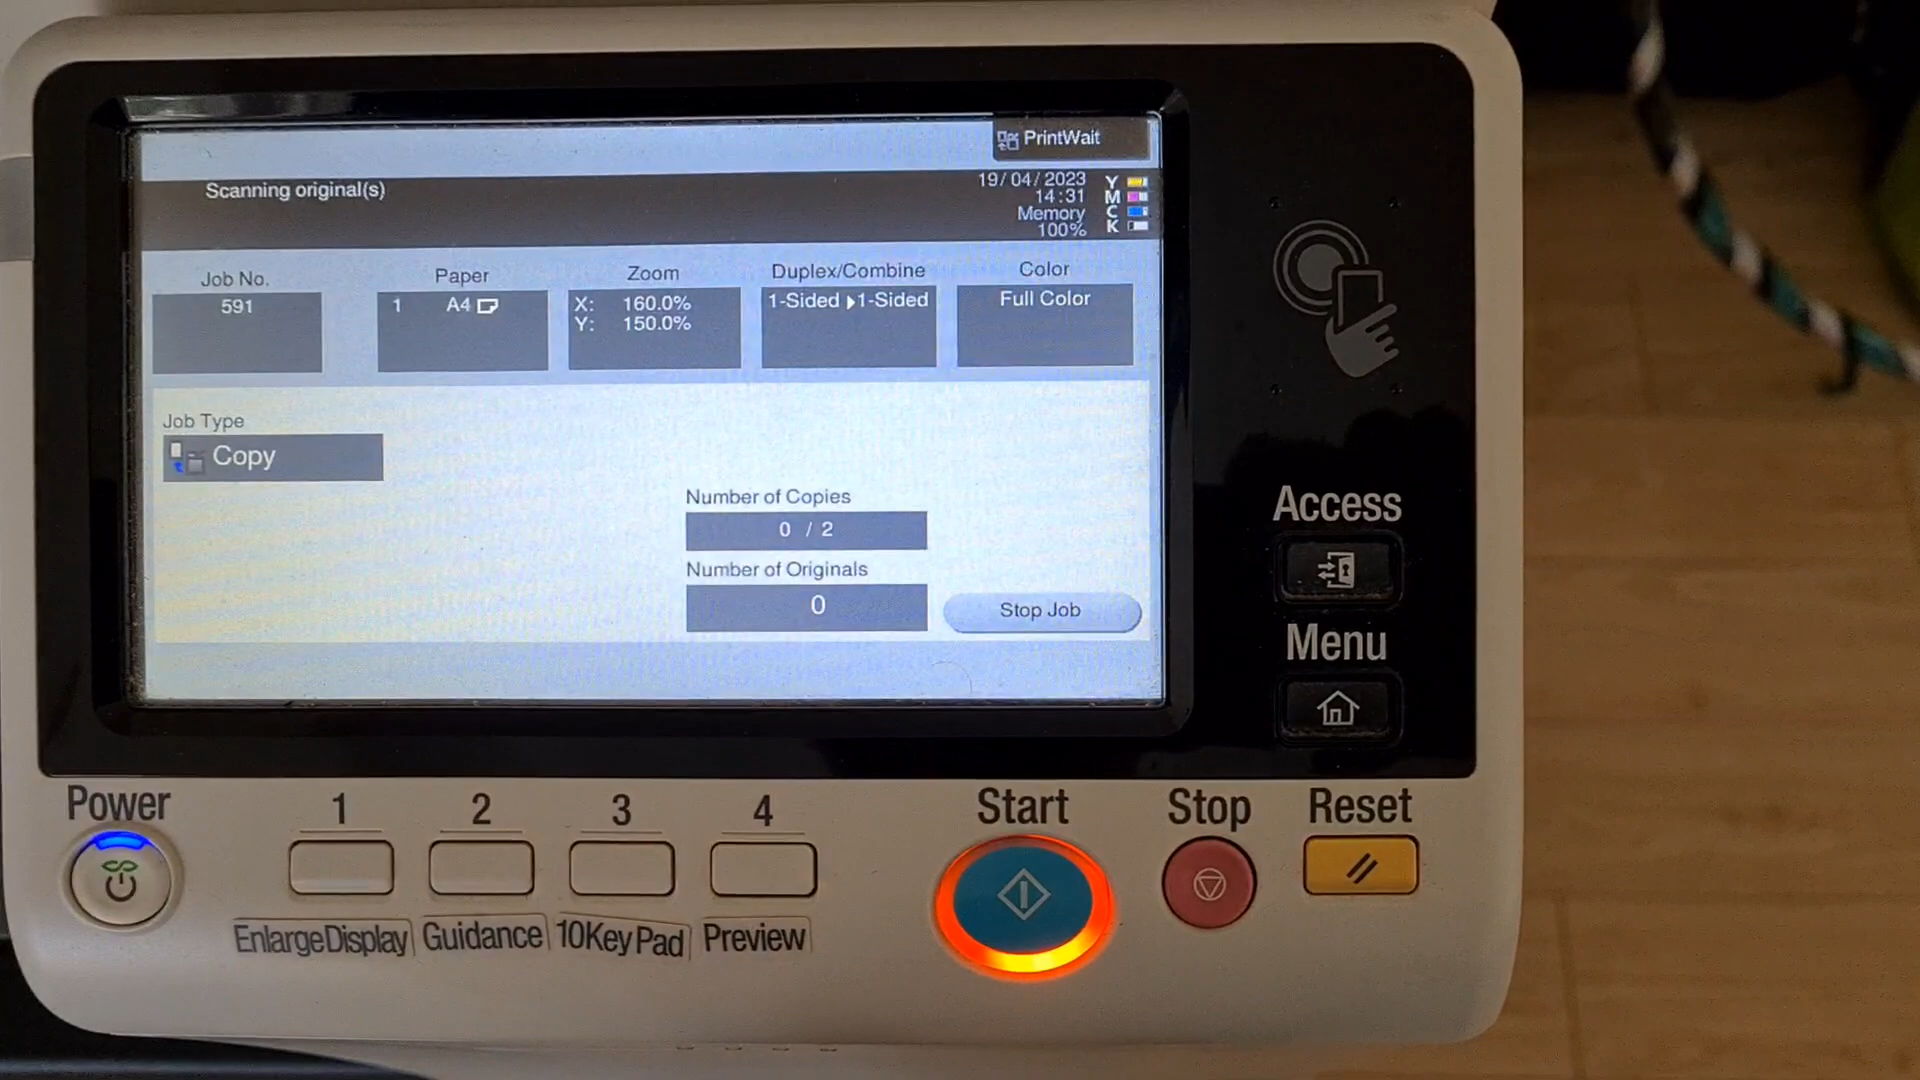 PrintWait
Scanning original(s)
19/04/2023
14:31
Memory
100%
Y
M
C
K
Job No.
591
Paper
1 A4
Zoom
X: 160.0%
Y: 150.0%
Duplex/Combine
1-Sided 1-Sided
Color
Full Color
Job Type
Copy
Number of Copies
0 / 2
Number of Originals
0
Stop Job
Access
Menu
Power
1
2
3
4
Start
Stop
Reset
EnlargeDisplay
Guidance
10KeyPad
Preview